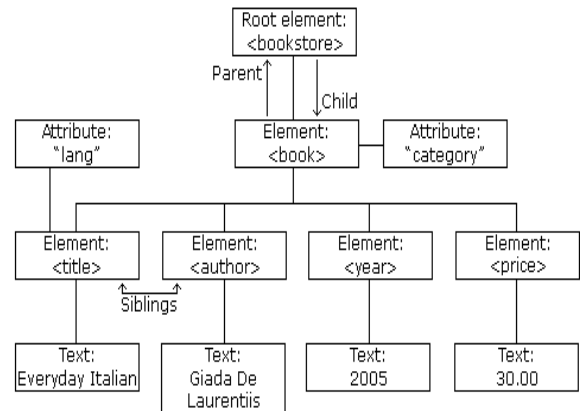 Root element:
<bookstore>
Parent
Child
Attribute:
"lang"
Element:
<book>
Attribute:
"category"
Element:
<title>
Element:
<author>
Element:
<year>
Element:
<price>
Siblings
Text:
Everyday Italian
Text:
Giada De
Laurentiis
Text:
2005
Text:
30.00